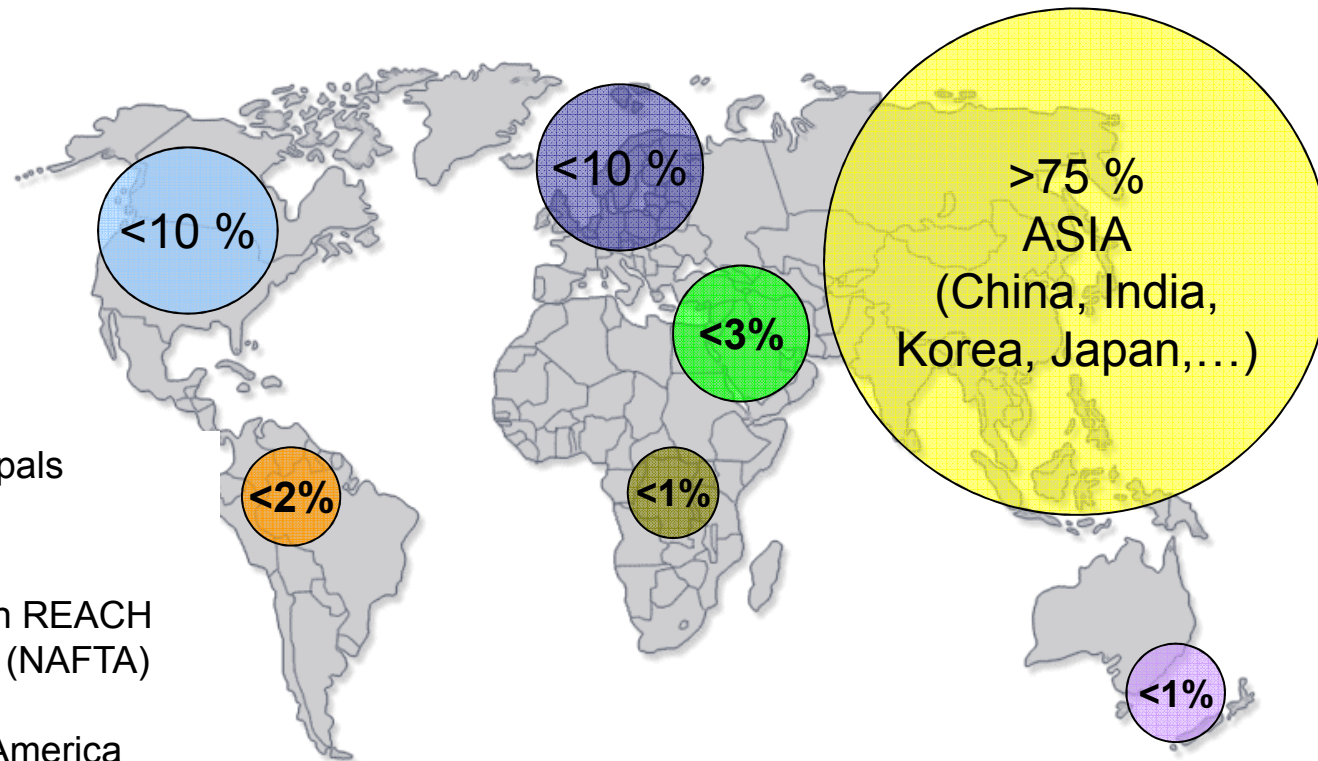 <10 %
<10 %
>75 %
ASIA
(China, India,
Korea, Japan,…)
<3%
<2%
<1%
<1%
pals
n REACH
(NAFTA)
America